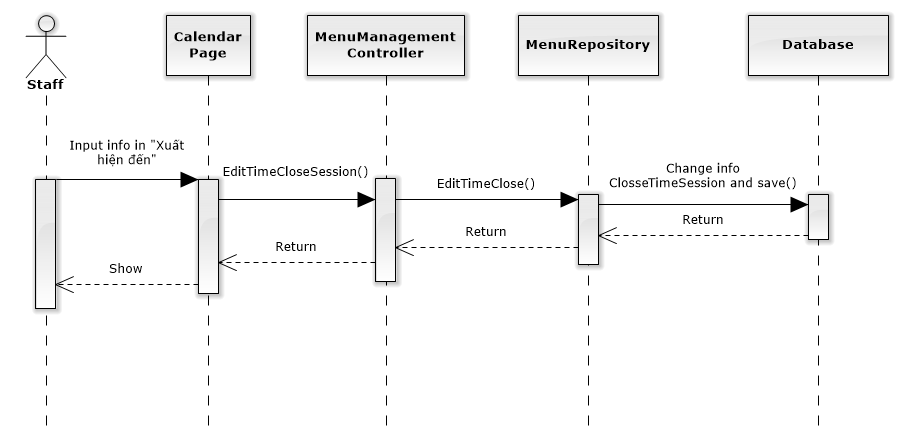 Staff
Calendar
Page
MenuManagement
Controller
MenuRepository
Database
Input info in "Xuất
hiện đến"
EditTimeCloseSession()
EditTimeClose()
Change info
ClosseTimeSession and save()
Return
Return
Return
Show